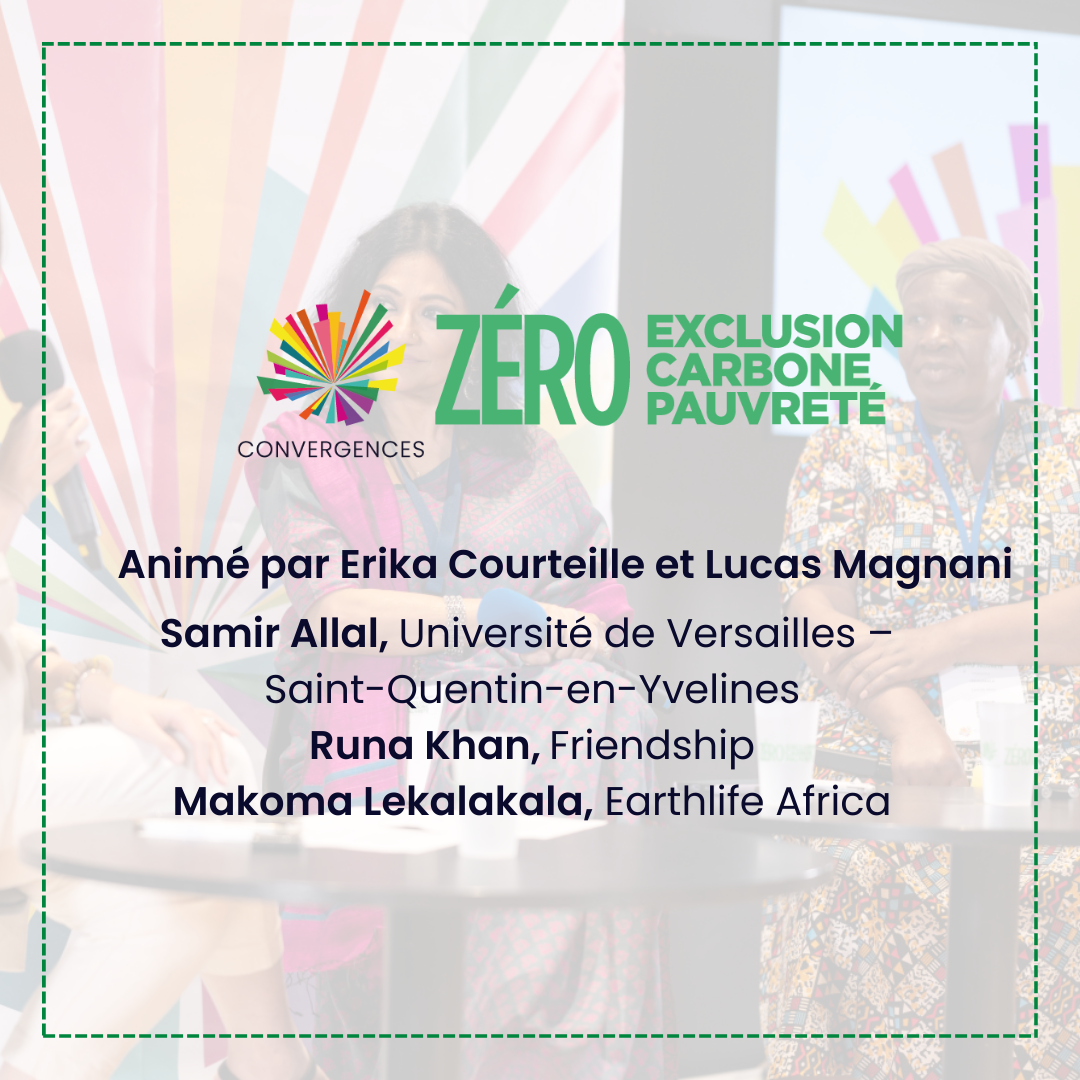 CONVERGENCES
ZÉRO
EXCLUSION
CARBONE
PAUVRETÉ
Animé par Erika Courteille et Lucas Magnani
Samir Allal, Université de Versailles –
Saint-Quentin-en-Yvelines
Runa Khan, Friendship
Makoma Lekalakala, Earthlife Africa